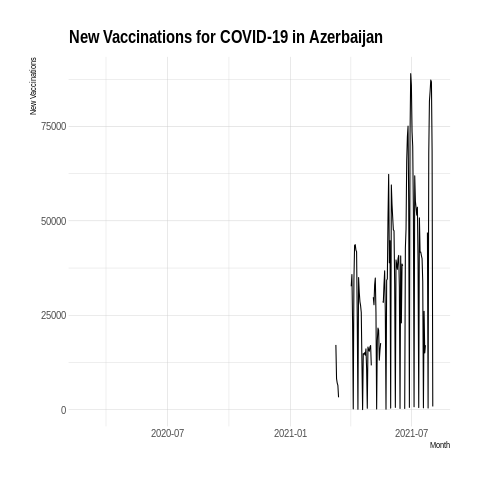 New Vaccinations for COVID-19 in Azerbaijan
New Vaccinations
75000
50000
25000
0
2020-07
2021-01
2021-07
Month